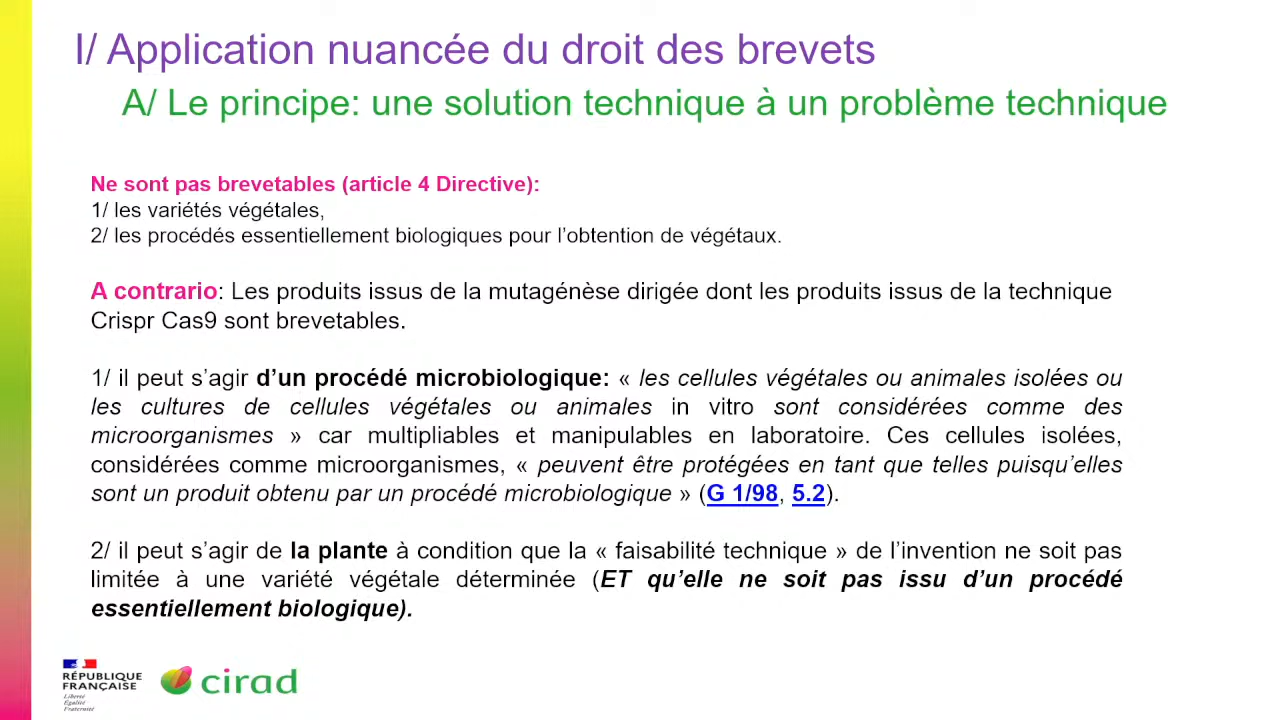 I/ Application nuancée du droit des brevets
A/ Le principe: une solution technique à un problème technique
Ne sont pas brevetables (article 4 Directive):
1/ les variétés végétales,
2/ les procédés essentiellement biologiques pour l’obtention de végétaux.
A contrario: Les produits issus de la mutagénèse dirigée dont les produits issus de la technique
Crispr Cas9 sont brevetables.
1/ il peut s’agir d’un procédé microbiologique: « les cellules végétales ou animales isolées ou
les cultures de cellules végétales ou animales in vitro sont considérées comme des
microorganismes » car multipliables et manipulables en laboratoire. Ces cellules isolées,
considérées comme microorganismes, « peuvent être protégées en tant que telles puisqu’elles
sont un produit obtenu par un procédé microbiologique » (G 1/98, 5.2).
2/ il peut s’agir de la plante à condition que la « faisabilité technique » de l’invention ne soit pas
limitée à une variété végétale déterminée (ET qu’elle ne soit pas issu d’un procédé
essentiellement biologique).
RÉPUBLIQUE
FRANÇAISE
Liberté
Égalité
Fraternité
cirad